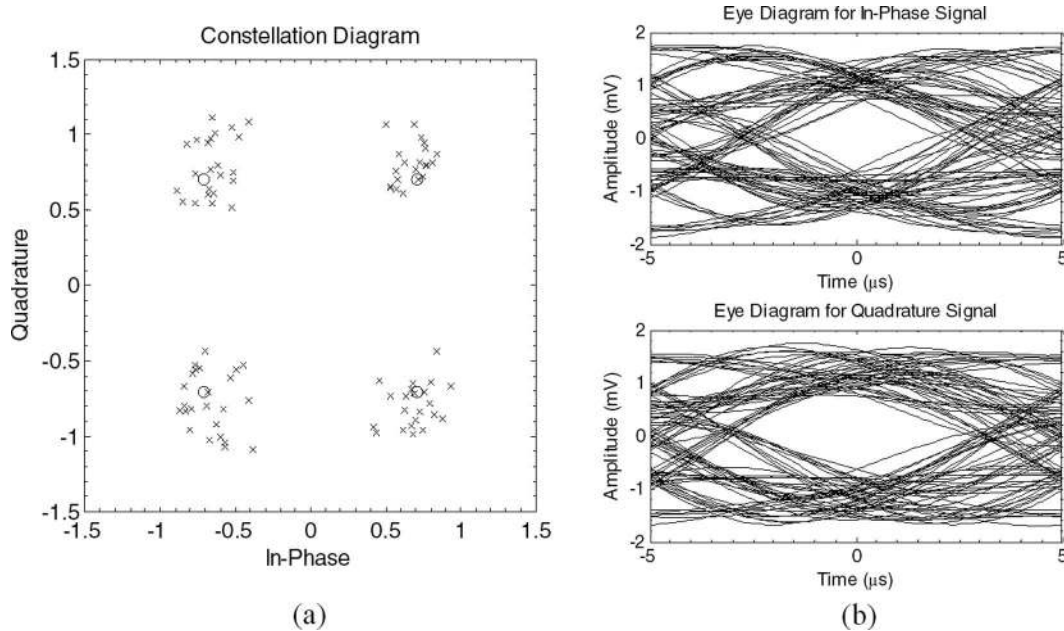 Constellation Diagram
1.5
1
0.5
0
-0.5
-1
-1.5
Quadrature
-1.5 -1 -0.5 0 0.5 1 1.5
In-Phase
(a)
Eye Diagram for In-Phase Signal
2
1
0
-1
-2
Amplitude (mV)
-5 0 5
Time (μs)
Eye Diagram for Quadrature Signal
2
1
0
-1
-2
Amplitude (mV)
-5 0 5
Time (μs)
(b)